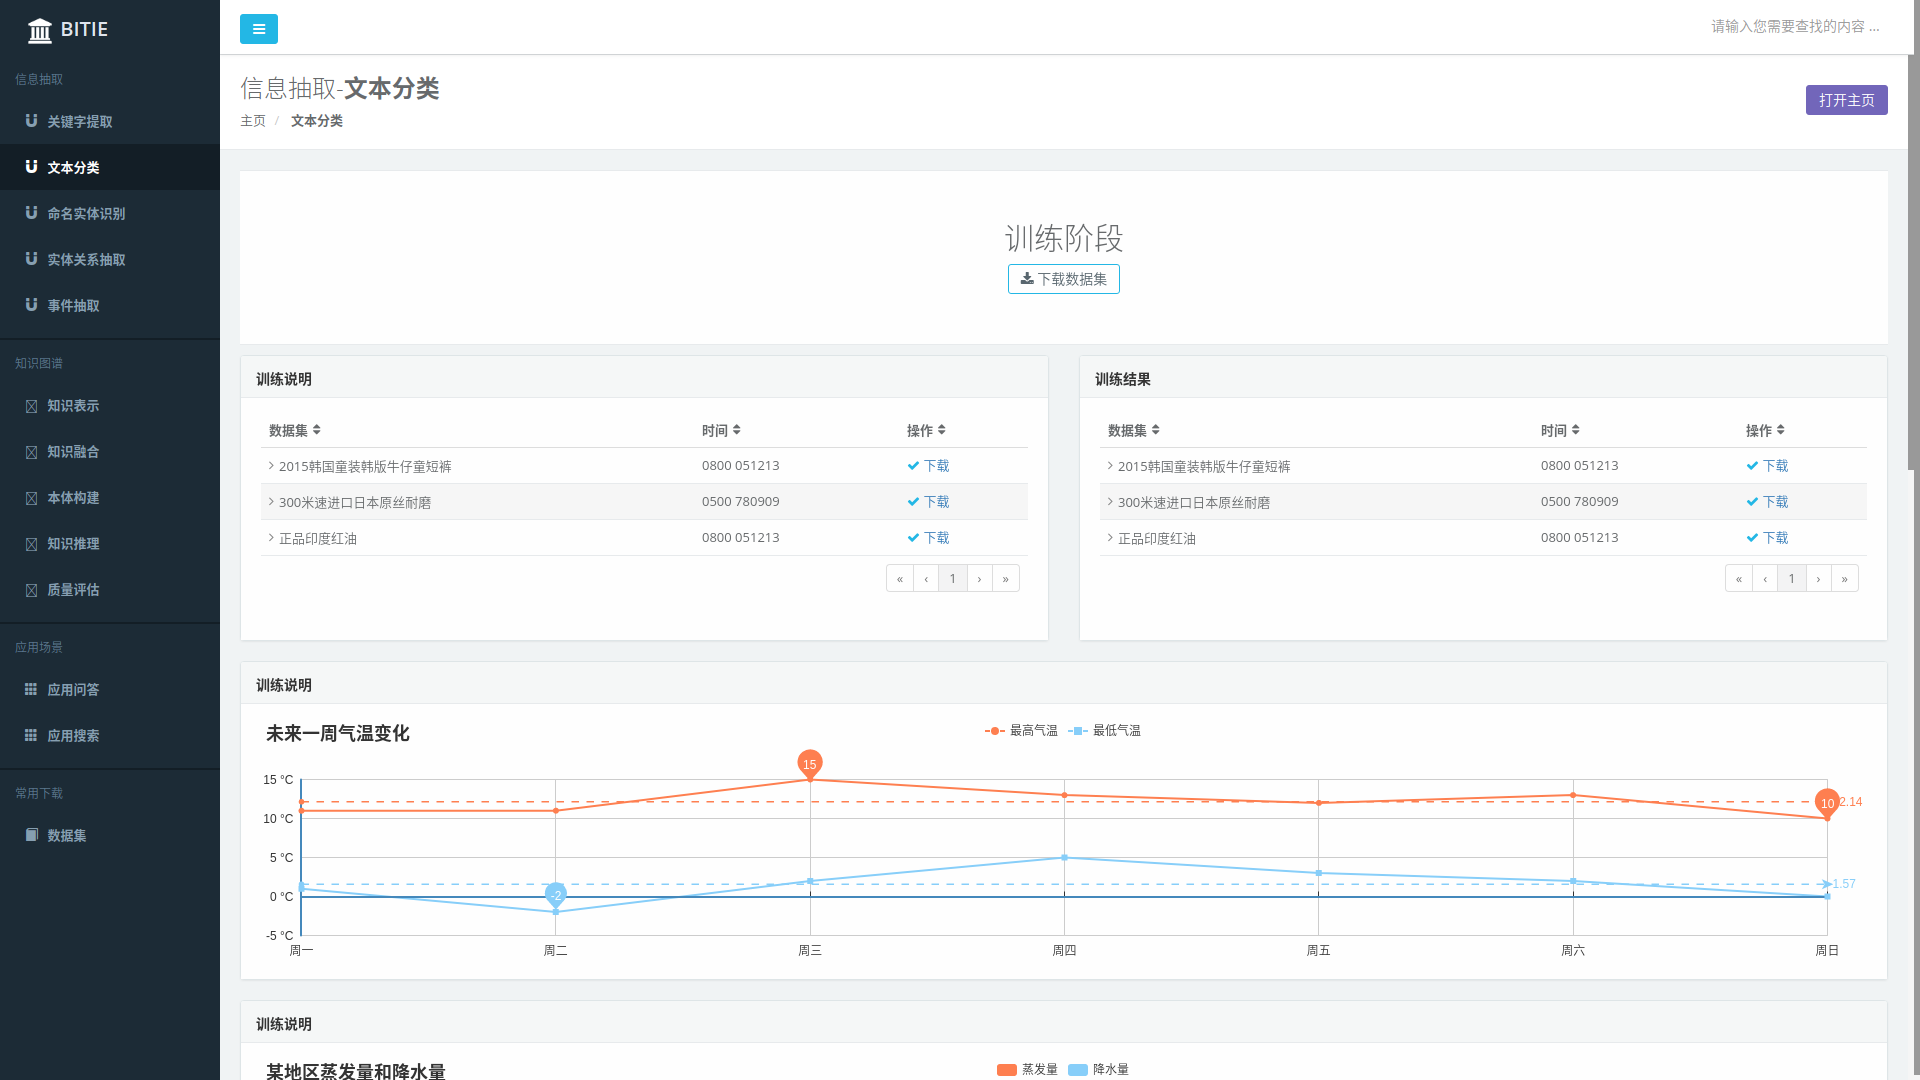 BITIE
信息抽取
关键字提取
文本分类
命名实体识别
实体关系抽取
事件抽取
知识图谱
知识表示
知识融合
本体构建
知识推理
质量评估
应用场景
应用问答
应用搜索
常用下载
数据集
请输入您需要查找的内容 ...
信息抽取-文本分类
主页 / 文本分类
打开主页
训练阶段
下载数据集
训练说明
数据集 时间 操作
2015韩国童装韩版牛仔童短裤 0800 051213 下载
300米速进口日本原丝耐磨 0500 780909 下载
正品印度红油 0800 051213 下载
« ‹ 1 › »
训练结果
数据集 时间 操作
2015韩国童装韩版牛仔童短裤 0800 051213 下载
300米速进口日本原丝耐磨 0500 780909 下载
正品印度红油 0800 051213 下载
« ‹ 1 › »
训练说明
未来一周气温变化
最高气温 最低气温
15 °C
10 °C
5 °C
0 °C
-5 °C
15
10
2.14
-2
1.57
周一 周二 周三 周四 周五 周六 周日
训练说明
某地区蒸发量和降水量
蒸发量 降水量